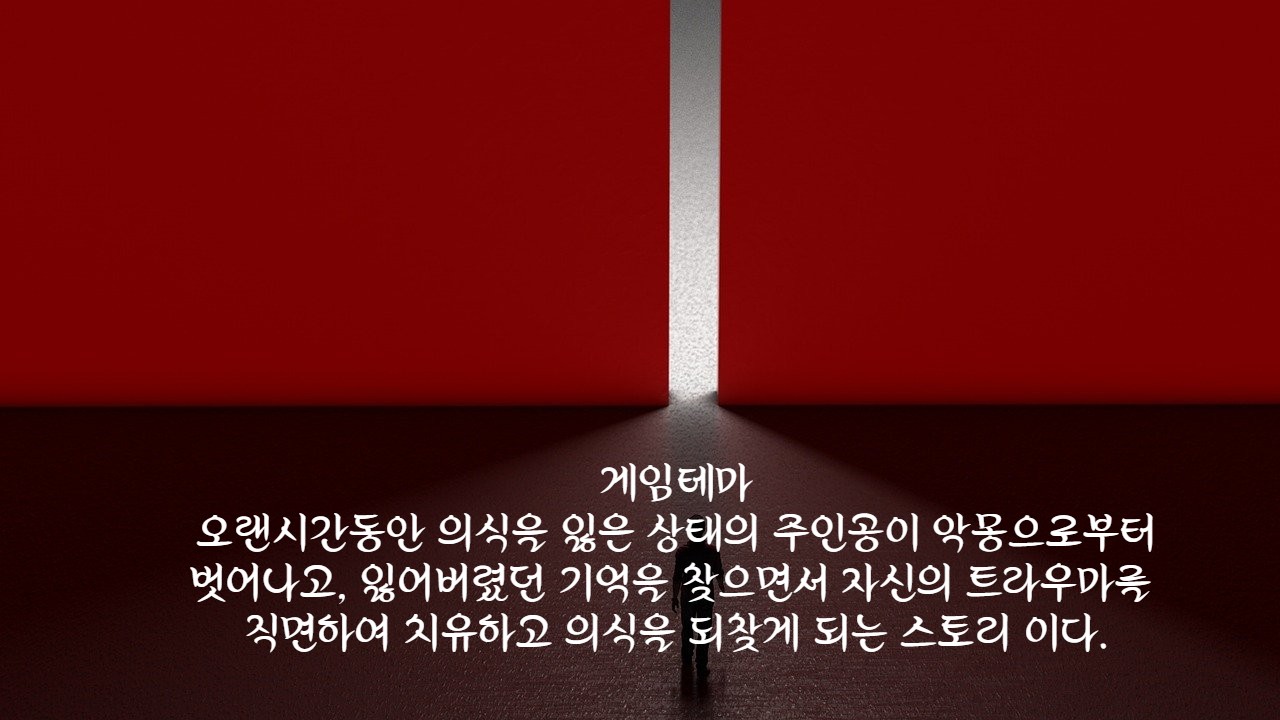 게임테마
오랜시간동안 의식을 잃은 상태의 주인공이 악몽으로부터
벗어나고, 잃어버렸던 기억을 찾으면서 자신의 트라우마를
직면하여 치유하고 의식을 되찾게 되는 스토리 이다.